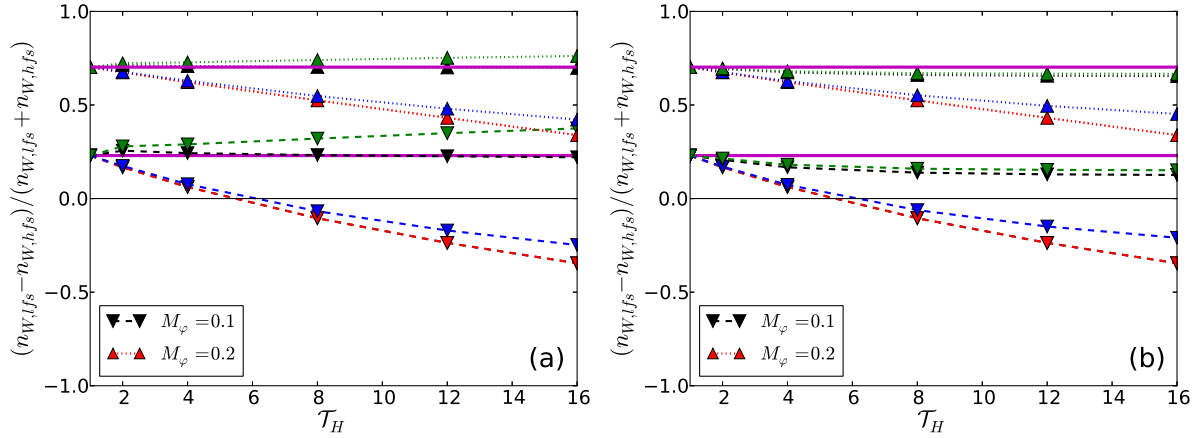 (n_{W,lfs} − n_{W,hfs})/(n_{W,lfs} + n_{W,hfs})
1.0
0.5
0.0
−0.5
−1.0
M_φ = 0.1
M_φ = 0.2
(a)
2 4 6 8 10 12 14 16
𝒯_H
(n_{W,lfs} − n_{W,hfs})/(n_{W,lfs} + n_{W,hfs})
1.0
0.5
0.0
−0.5
−1.0
M_φ = 0.1
M_φ = 0.2
(b)
2 4 6 8 10 12 14 16
𝒯_H